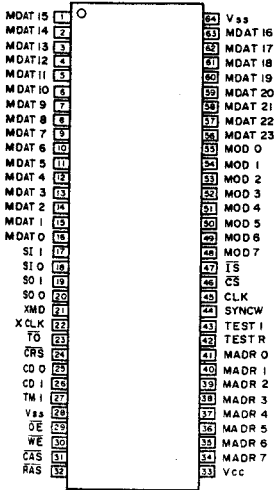 MDAT 15 1
MDAT 14 2
MDAT 13 3
MDAT 12 4
MDAT 11 5
MDAT 10 6
MDAT 9 7
MDAT 8 8
MDAT 7 9
MDAT 6 10
MDAT 5 11
MDAT 4 12
MDAT 3 13
MDAT 2 14
MDAT 1 15
MDAT 0 16
SI 1 17
SI 0 18
SO 1 19
SO 0 20
XMD 21
XCLK 22
T̅O̅ 23
C̅R̅S̅ 24
CD 0 25
CD 1 26
TM 1 27
Vss 28
O̅E̅ 29
W̅E̅ 30
C̅A̅S̅ 31
R̅A̅S̅ 32
64 Vss
63 MDAT 16
62 MDAT 17
61 MDAT 18
60 MDAT 19
59 MDAT 20
58 MDAT 21
57 MDAT 22
56 MDAT 23
55 MOD 0
54 MOD 1
53 MOD 2
52 MOD 3
51 MOD 4
50 MOD 5
49 MOD 6
48 MOD 7
47 I̅S̅
46 C̅S̅
45 CLK
44 SYNCW
43 TEST 1
42 TEST R
41 MADR 0
40 MADR 1
39 MADR 2
38 MADR 3
37 MADR 4
36 MADR 5
35 MADR 6
34 MADR 7
33 Vcc